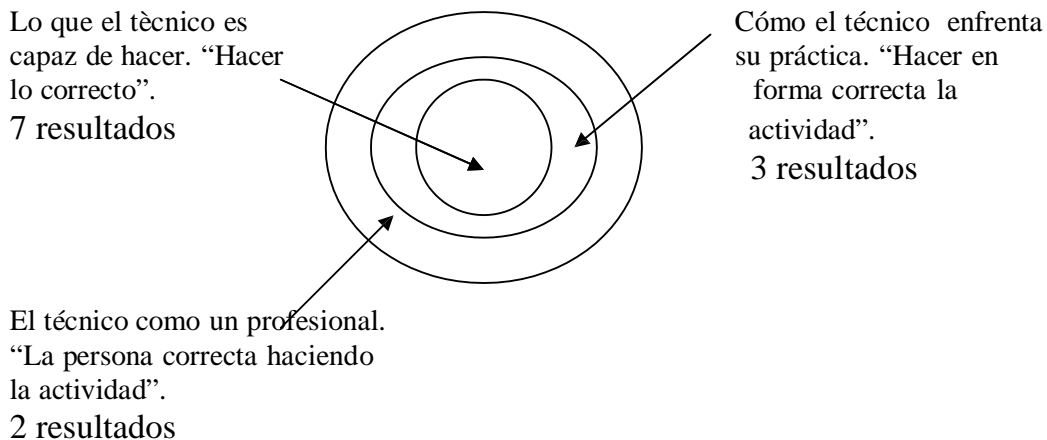 Lo que el tècnico es
capaz de hacer. “Hacer
lo correcto”.
7 resultados
Cómo el técnico  enfrenta
su práctica. “Hacer en
forma correcta la
actividad”.
3 resultados
El técnico como un profesional.
“La persona correcta haciendo
la actividad”.
2 resultados